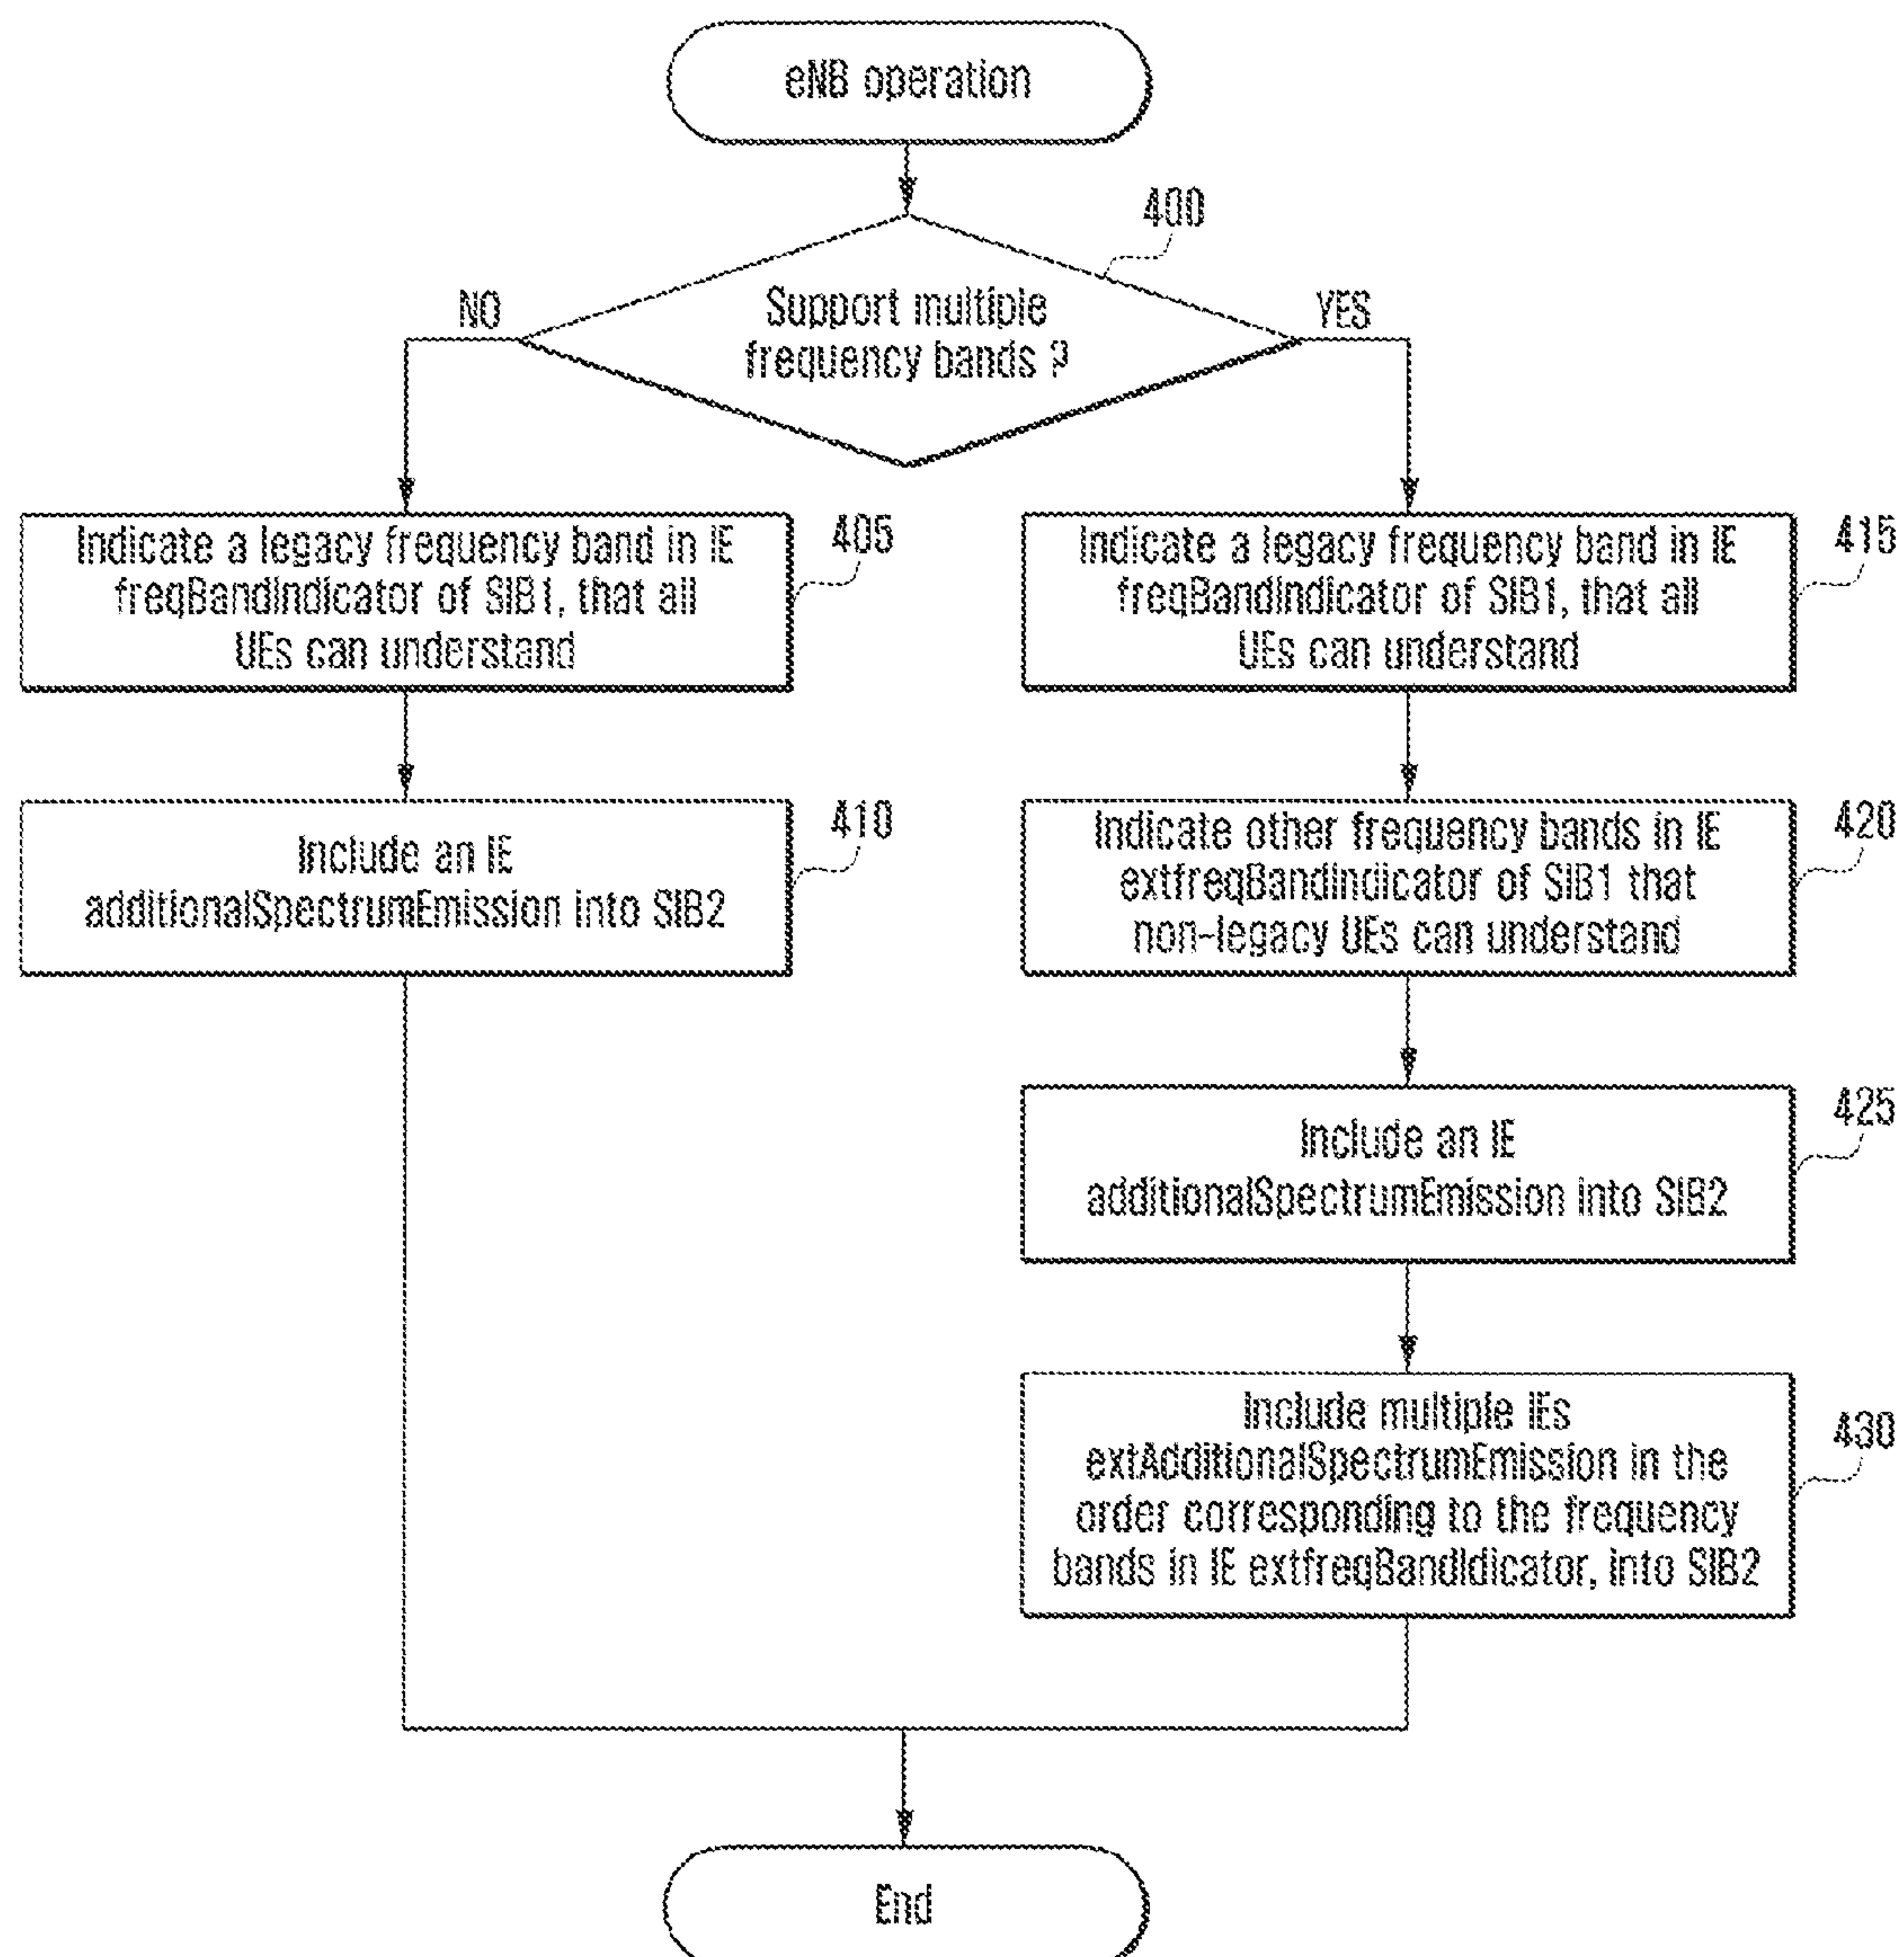 eNB operation
400
Support multiple
frequency bands ?
NO
YES
Indicate a legacy frequency band in IE
freqBandIndicator of SIB1, that all
UEs can understand
405
Include an IE
additionalSpectrumEmission into SIB2
410
Indicate a legacy frequency band in IE
freqBandIndicator of SIB1, that all
UEs can understand
415
Indicate other frequency bands in IE
extfreqBandIndicator of SIB1 that
non-legacy UEs can understand
420
Include an IE
additionalSpectrumEmission into SIB2
425
Include multiple IEs
extAdditionalSpectrumEmission in the
order corresponding to the frequency
bands in IE extfreqBandIdicator, into SIB2
430
End